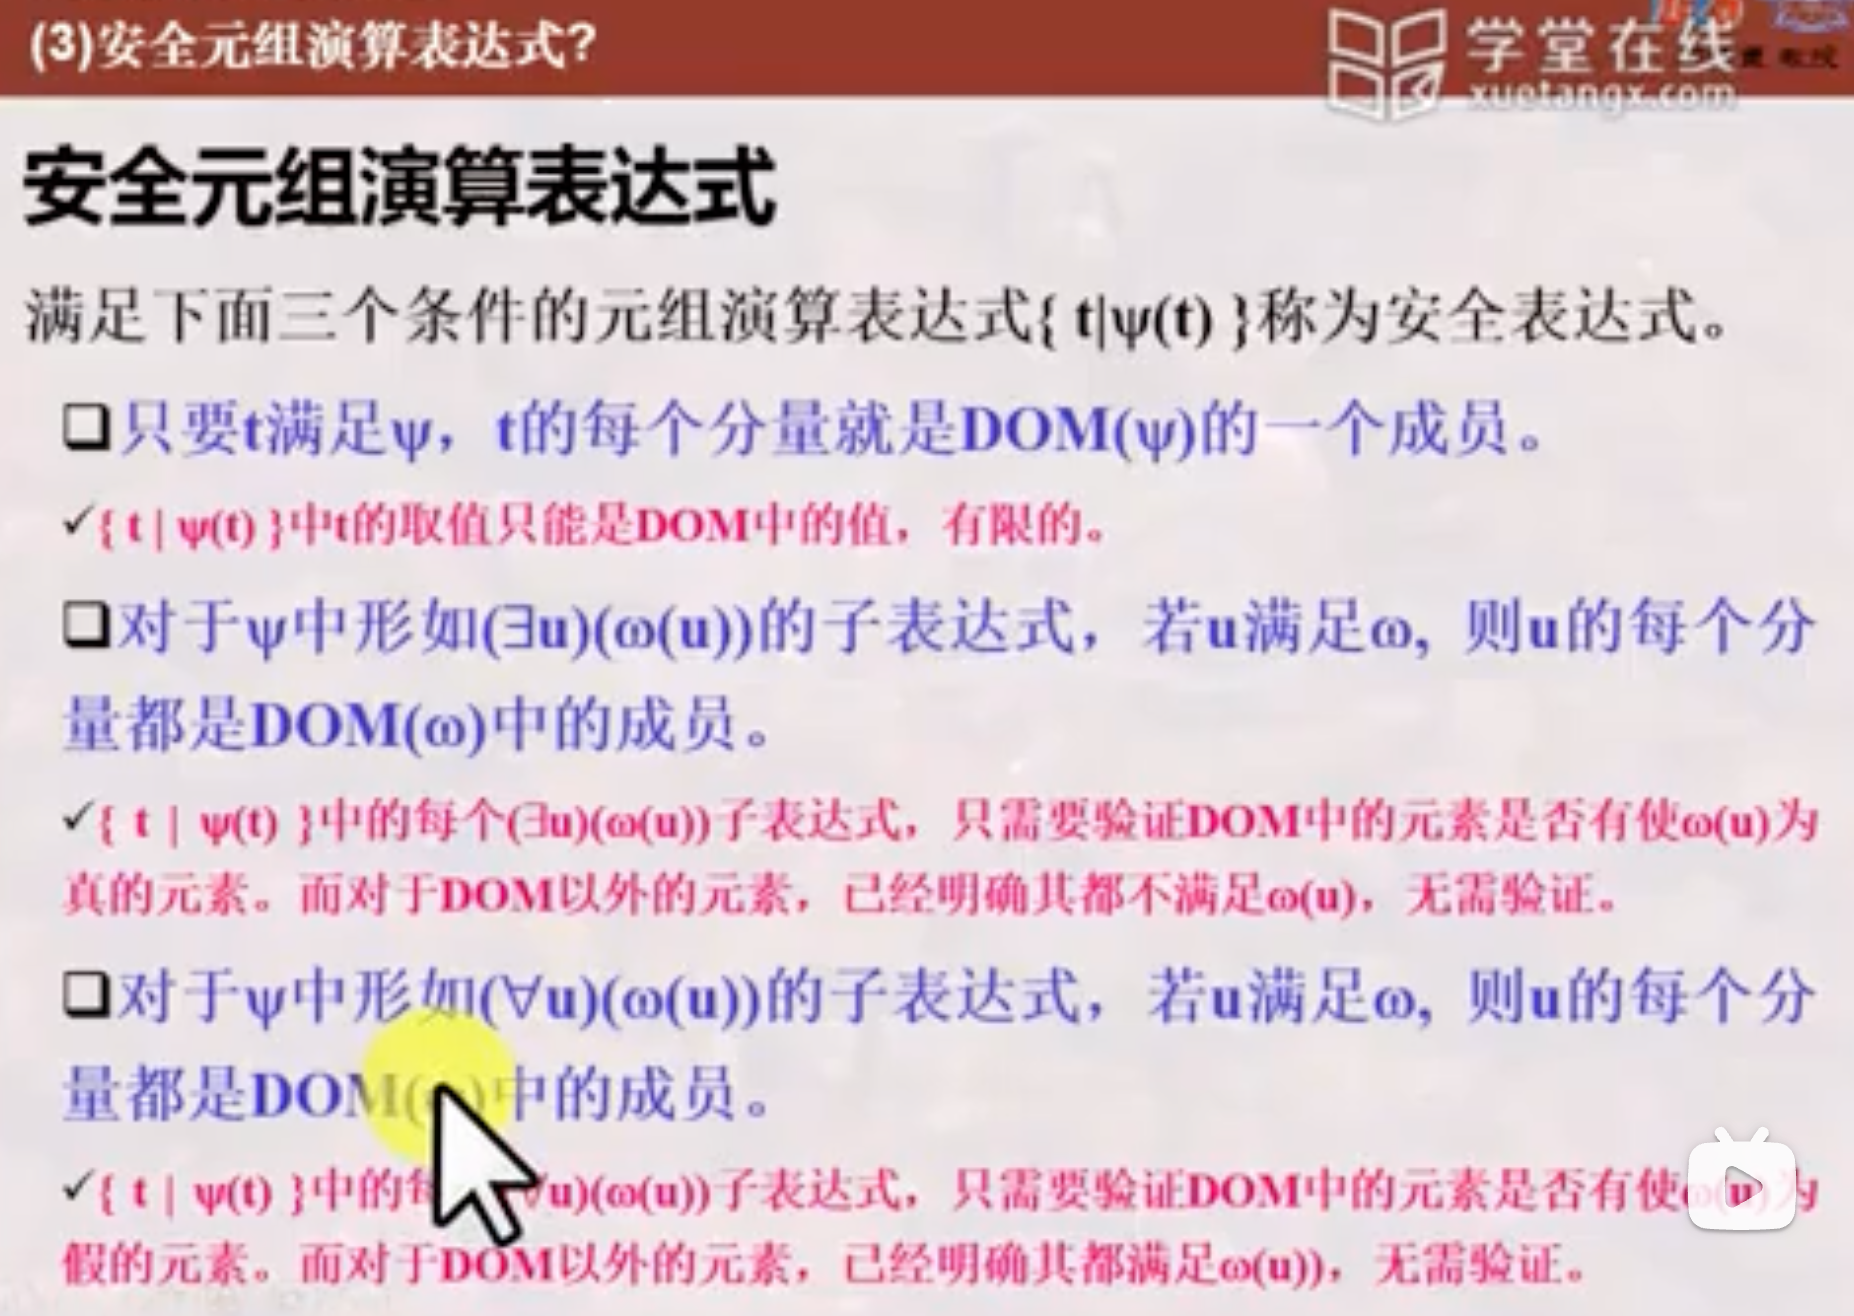 (3)安全元组演算表达式?
学堂在线
xuetangx.com
教授
安全元组演算表达式
满足下面三个条件的元组演算表达式{ t|ψ(t) }称为安全表达式。
❑只要t满足ψ，t的每个分量就是DOM(ψ)的一个成员。
✓{ t | ψ(t) }中t的取值只能是DOM中的值，有限的。
❑对于ψ中形如(∃u)(ω(u))的子表达式，若u满足ω, 则u的每个分
量都是DOM(ω)中的成员。
✓{ t | ψ(t) }中的每个(∃u)(ω(u))子表达式，只需要验证DOM中的元素是否有使ω(u)为
真的元素。而对于DOM以外的元素，已经明确其都不满足ω(u)，无需验证。
❑对于ψ中形如(∀u)(ω(u))的子表达式，若u满足ω, 则u的每个分
量都是DOM( )中的成员。
✓{ t | ψ(t) }中的每 ∀u)(ω(u))子表达式，只需要验证DOM中的元素是否有使ω(u)为
假的元素。而对于DOM以外的元素，已经明确其都满足ω(u))，无需验证。